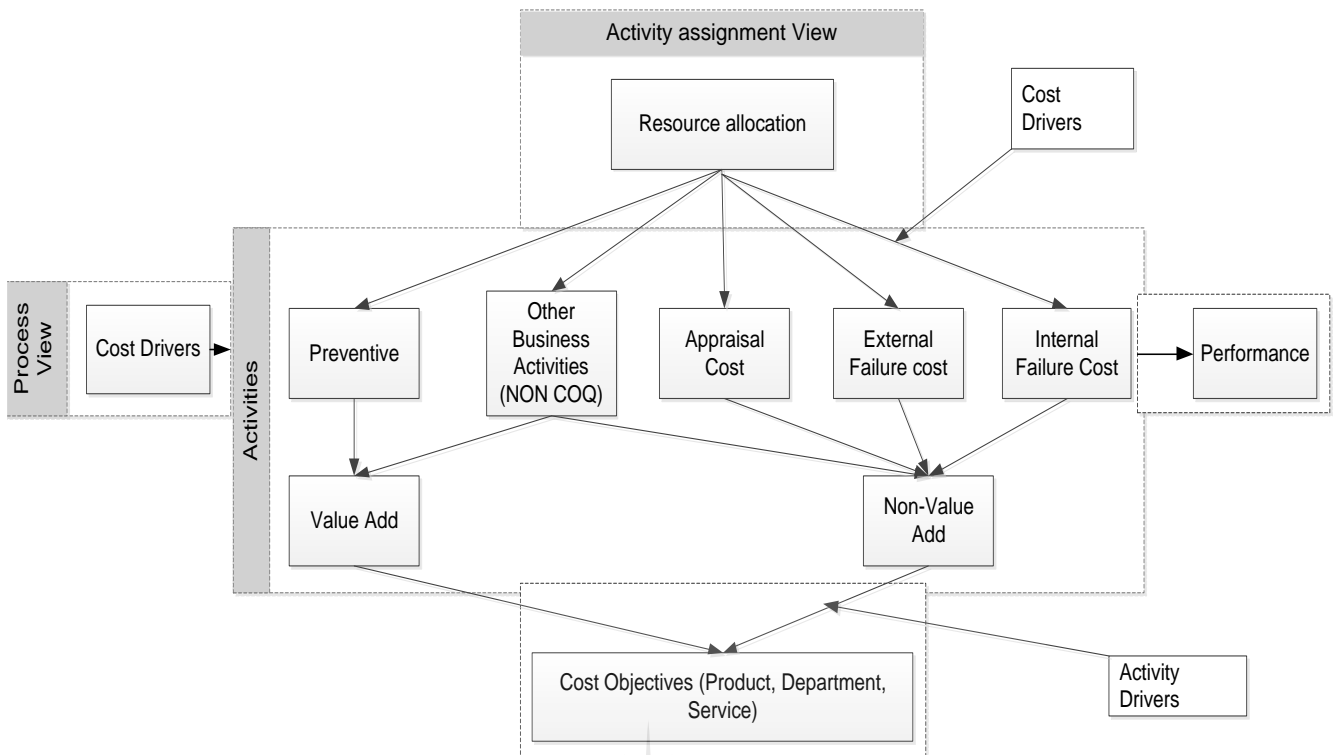 Activity assignment View
Resource allocation
Cost
Drivers
Process
View
Cost Drivers
Activities
Preventive
Other
Business
Activities
(NON COQ)
Appraisal
Cost
External
Failure cost
Internal
Failure Cost
Performance
Value Add
Non-Value
Add
Cost Objectives (Product, Department,
Service)
Activity
Drivers